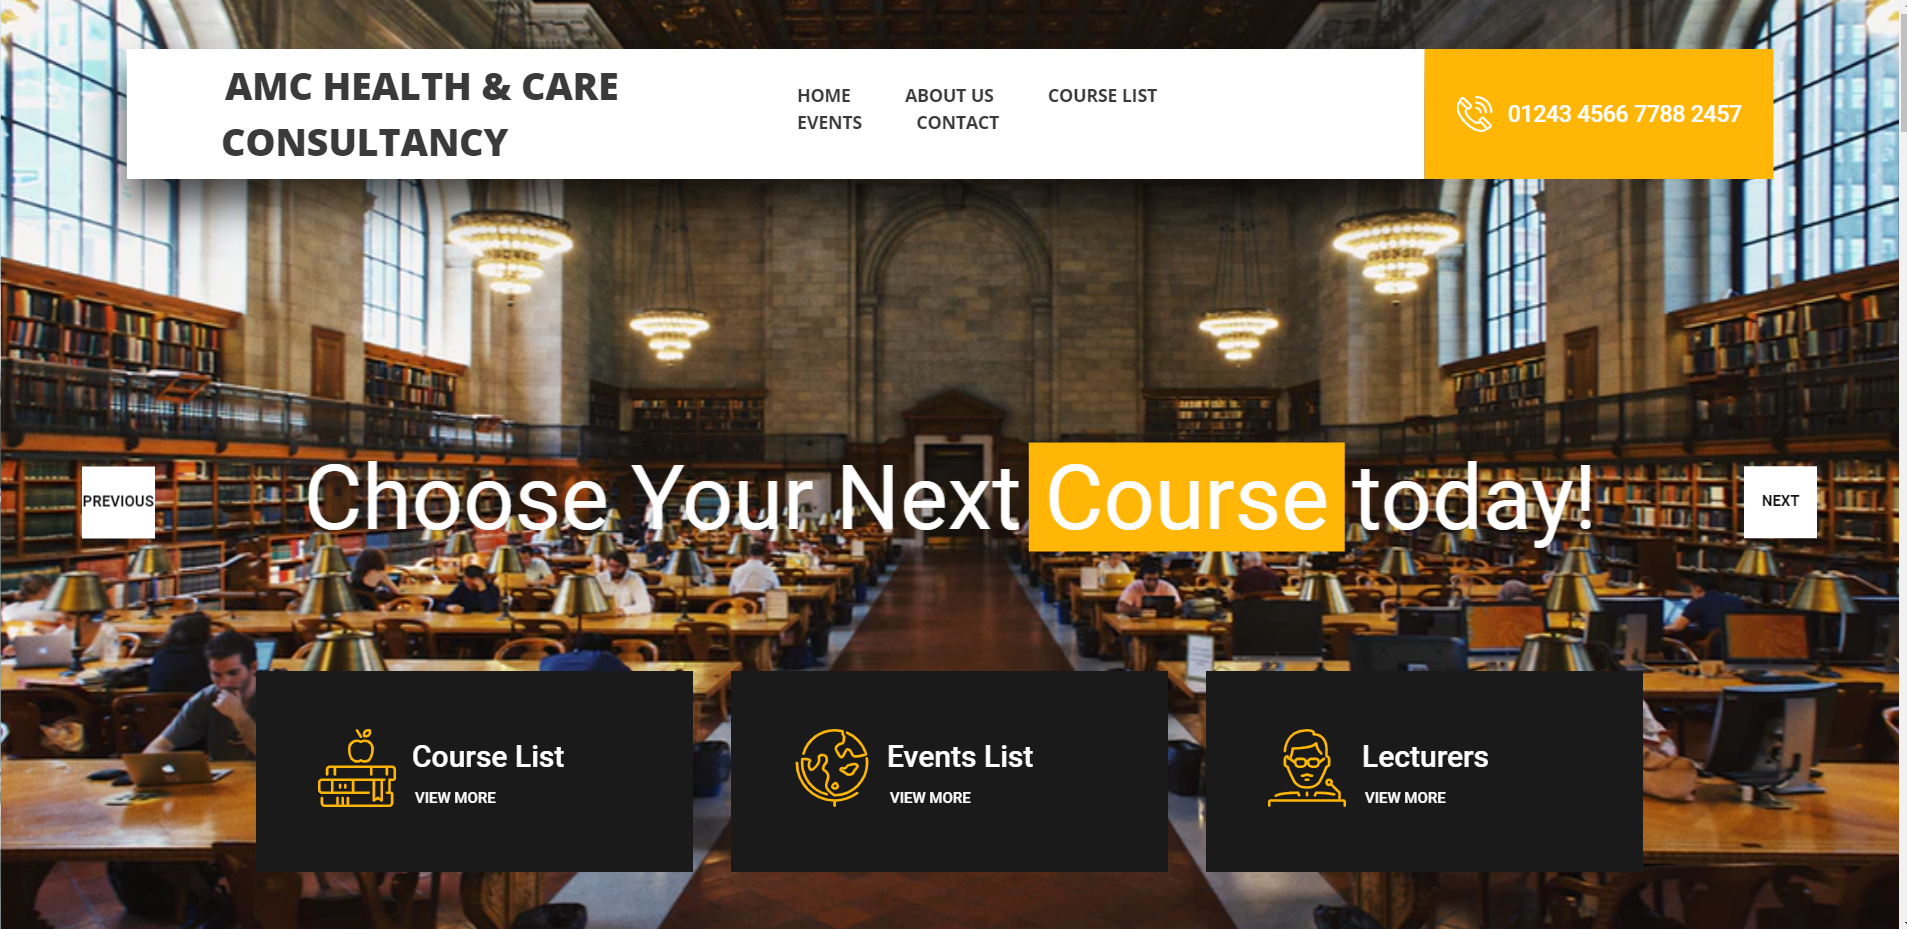 AMC HEALTH & CARE
CONSULTANCY
HOME ABOUT US COURSE LIST
EVENTS CONTACT
01243 4566 7788 2457
PREVIOUS
Choose Your Next Course today!
NEXT
Course List
VIEW MORE
Events List
VIEW MORE
Lecturers
VIEW MORE